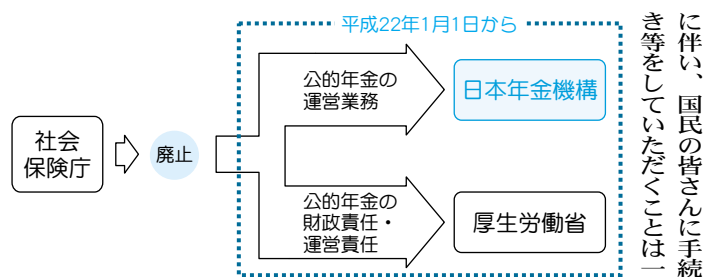 平成22年1月1日から
社会
保険庁
廃止
公的年金の
運営業務
日本年金機構
公的年金の
財政責任・
運営責任
厚生労働省
に伴い、国民の皆さんに手続
き等をしていただくことは一